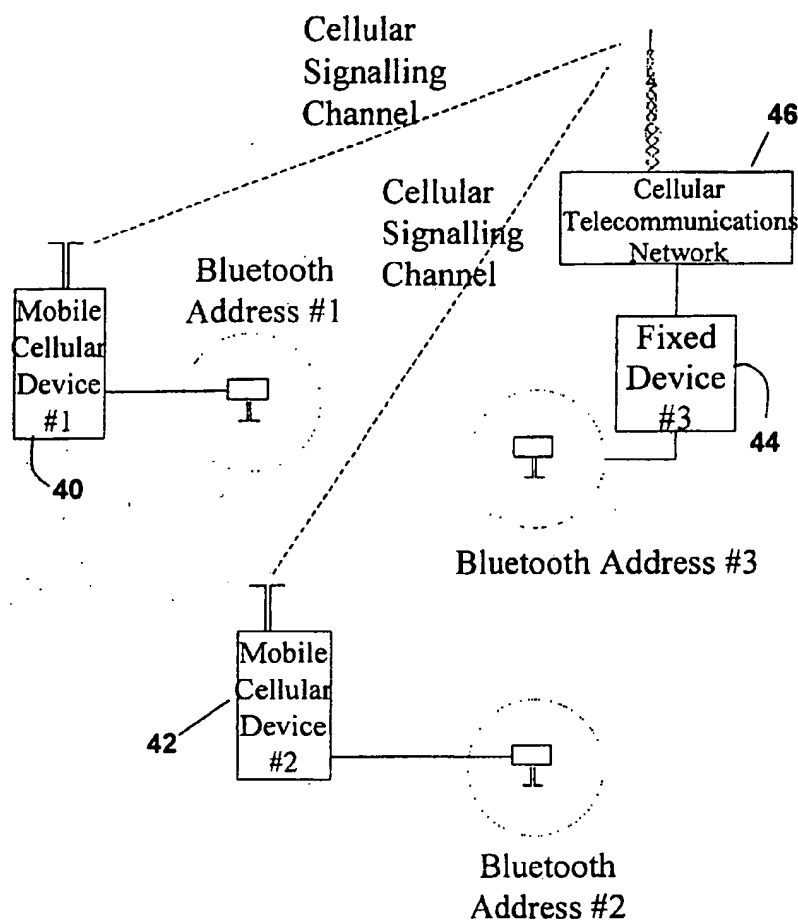 Cellular
Signalling
Channel
46
Cellular
Telecommunications
Network
Cellular
Signalling
Channel
Bluetooth
Address #1
Mobile
Cellular
Device
#1
40
Fixed
Device
#3
44
Bluetooth Address #3
Mobile
Cellular
Device
#2
42
Bluetooth
Address #2